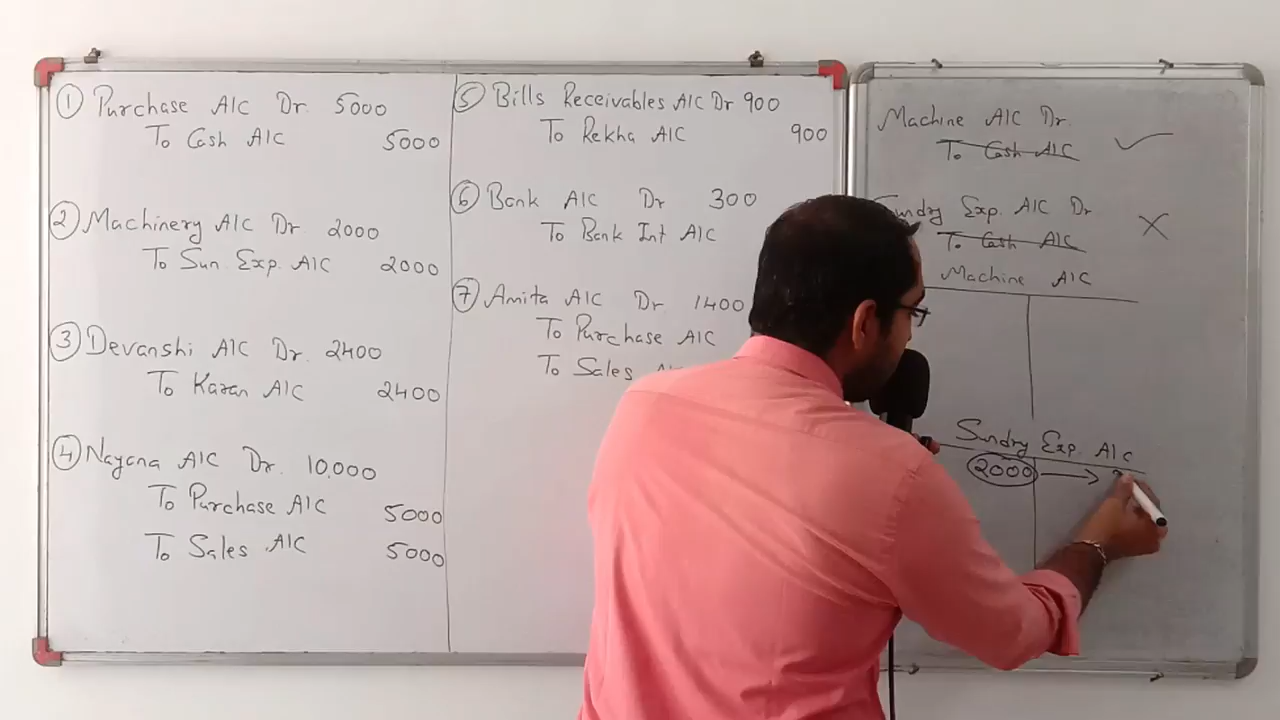 ① Purchase A/C Dr. 5000
To Cash A/C 5000
② Machinery A/C Dr 2000
To Sun. Exp. A/C 2000
③ Devanshi A/C Dr. 2400
To Karan A/C 2400
④ Nayana A/C Dr. 10,000
To Purchase A/C 5000
To Sales A/C 5000
⑤ Bills Receivables A/C Dr 900
To Rekha A/C 900
⑥ Bank A/C Dr 300
To Bank Int A/C
⑦ Amita A/C Dr. 1400
To Purchase A/C
To Sales
Machine A/C Dr.
To Cash A/C
Sundry Exp. A/C Dr
To Cash A/C
Machine A/C
Sundry Exp. A/C
2000